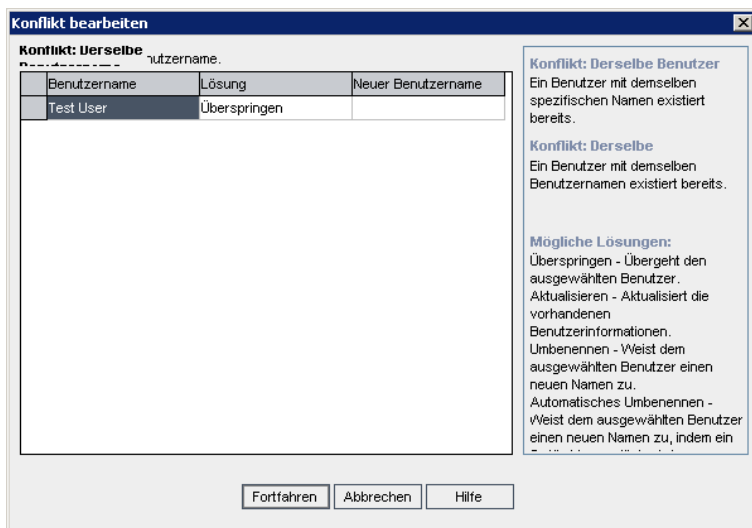 Konflikt bearbeiten
Konflikt: Derselbe
nutzername.
Benutzername Lösung Neuer Benutzername
Test User Überspringen
Konflikt: Derselbe Benutzer
Ein Benutzer mit demselben
spezifischen Namen existiert
bereits.
Konflikt: Derselbe
Ein Benutzer mit demselben
Benutzernamen existiert bereits.
Mögliche Lösungen:
Überspringen - Übergeht den
ausgewählten Benutzer.
Aktualisieren - Aktualisiert die
vorhandenen
Benutzerinformationen.
Umbenennen - Weist dem
ausgewählten Benutzer einen
neuen Namen zu.
Automatisches Umbenennen -
Weist dem ausgewählten Benutzer
einen neuen Namen zu, indem ein
Fortfahren Abbrechen Hilfe